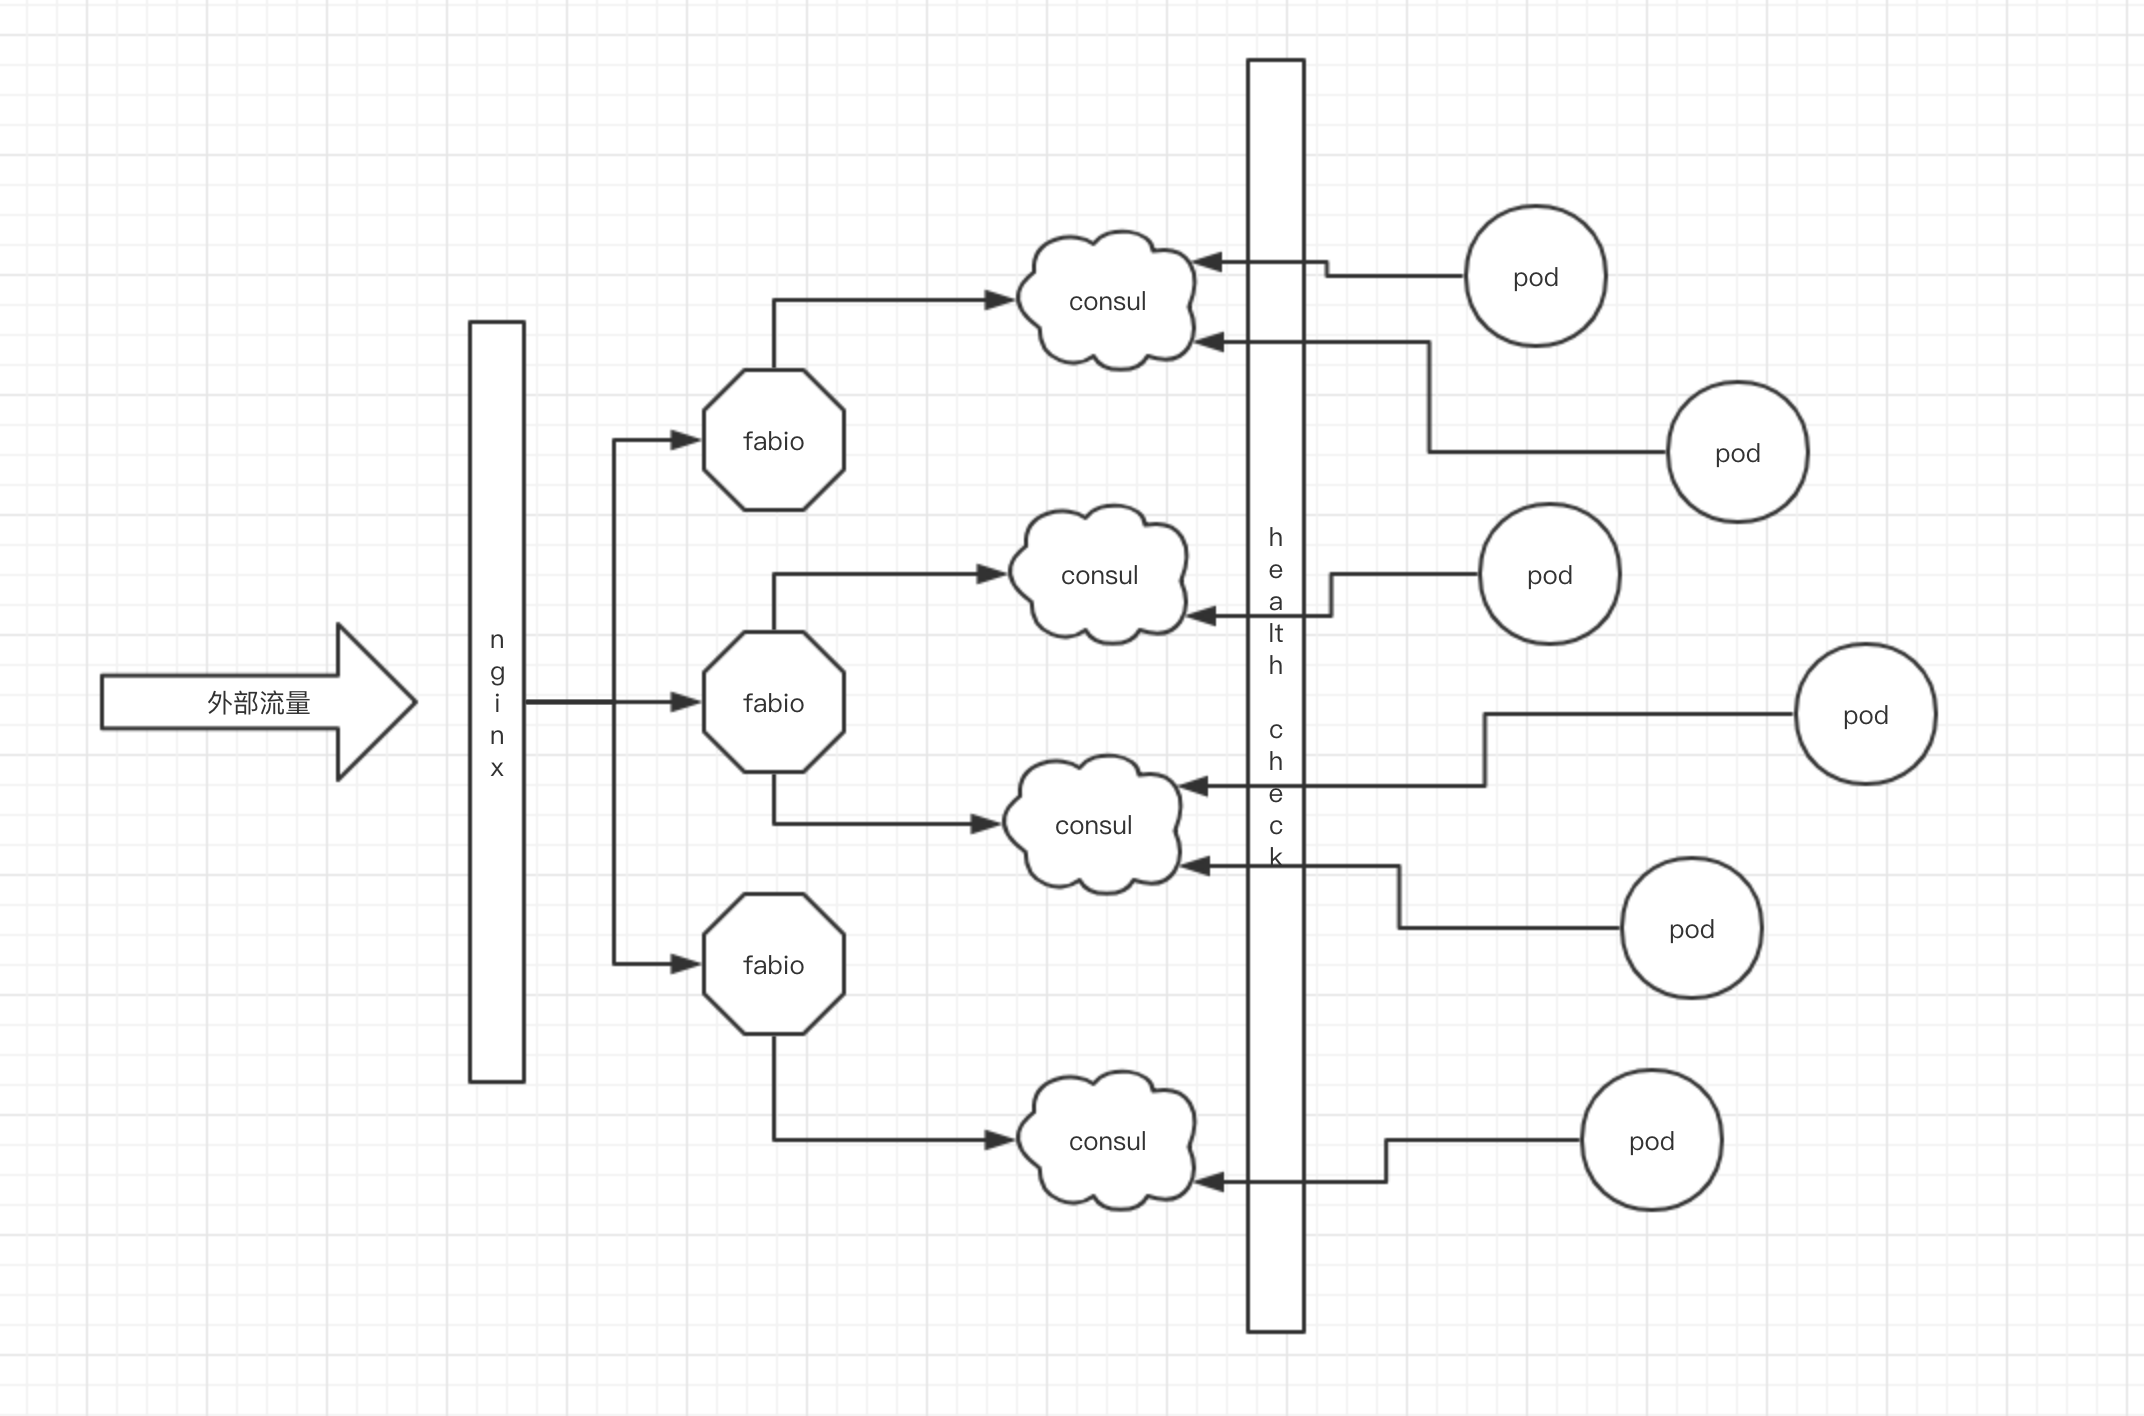 外部流量
nginx
fabio
fabio
fabio
consul
consul
consul
consul
health check
pod
pod
pod
pod
pod
pod